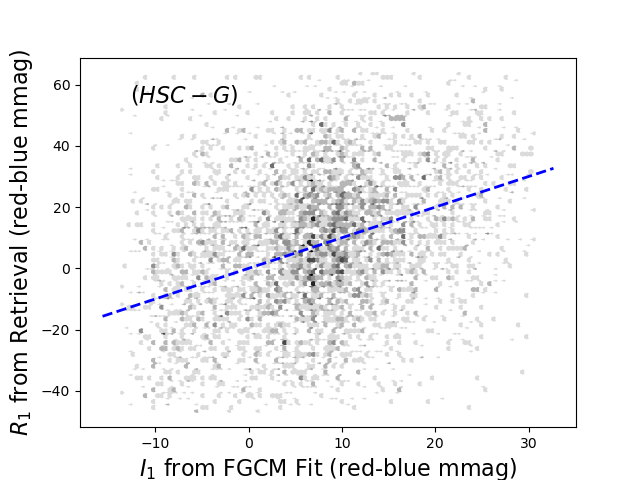 (HSC − G)
R₁ from Retrieval (red-blue mmag)
60
40
20
0
−20
−40
−10 0 10 20 30
I₁ from FGCM Fit (red-blue mmag)